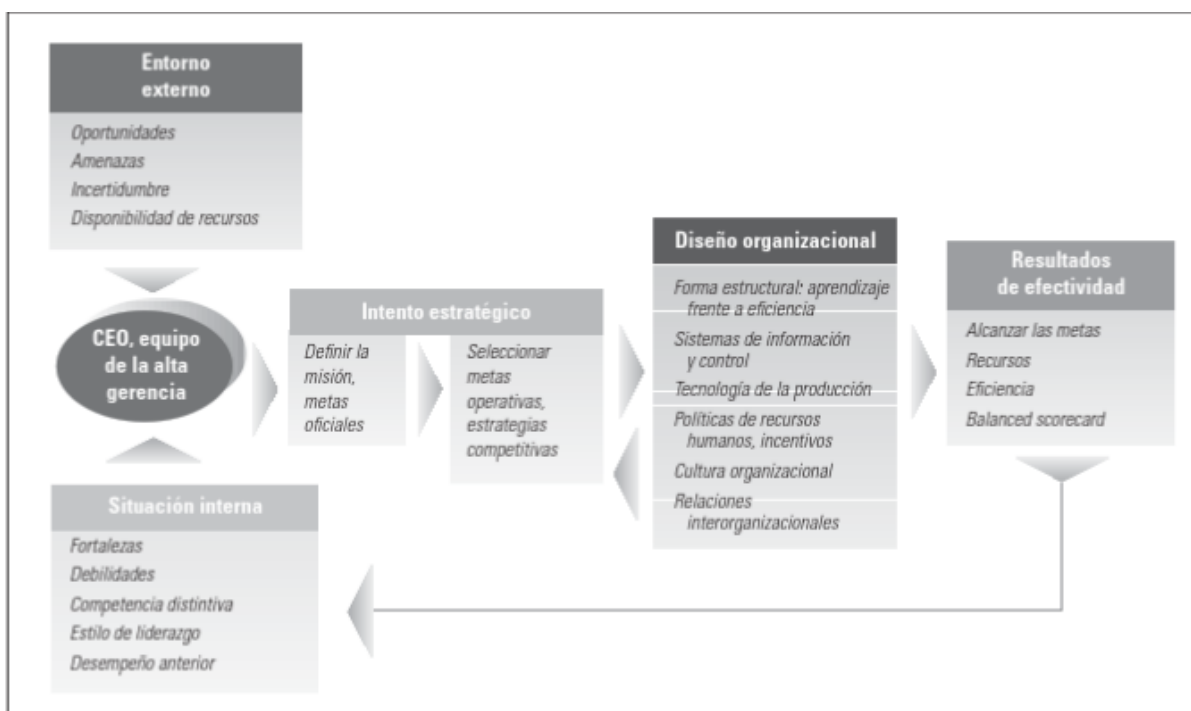 Entorno
externo
Oportunidades
Amenazas
Incertidumbre
Disponibilidad de recursos
CEO, equipo
de la alta
gerencia
Situación interna
Fortalezas
Debilidades
Competencia distintiva
Estilo de liderazgo
Desempeño anterior
Intento estratégico
Definir la
misión,
metas
oficiales
Seleccionar
metas
operativas,
estrategias
competitivas
Diseño organizacional
Forma estructural: aprendizaje
frente a eficiencia
Sistemas de información
y control
Tecnología de la producción
Políticas de recursos
humanos, incentivos
Cultura organizacional
Relaciones
interorganizacionales
Resultados
de efectividad
Alcanzar las metas
Recursos
Eficiencia
Balanced scorecard